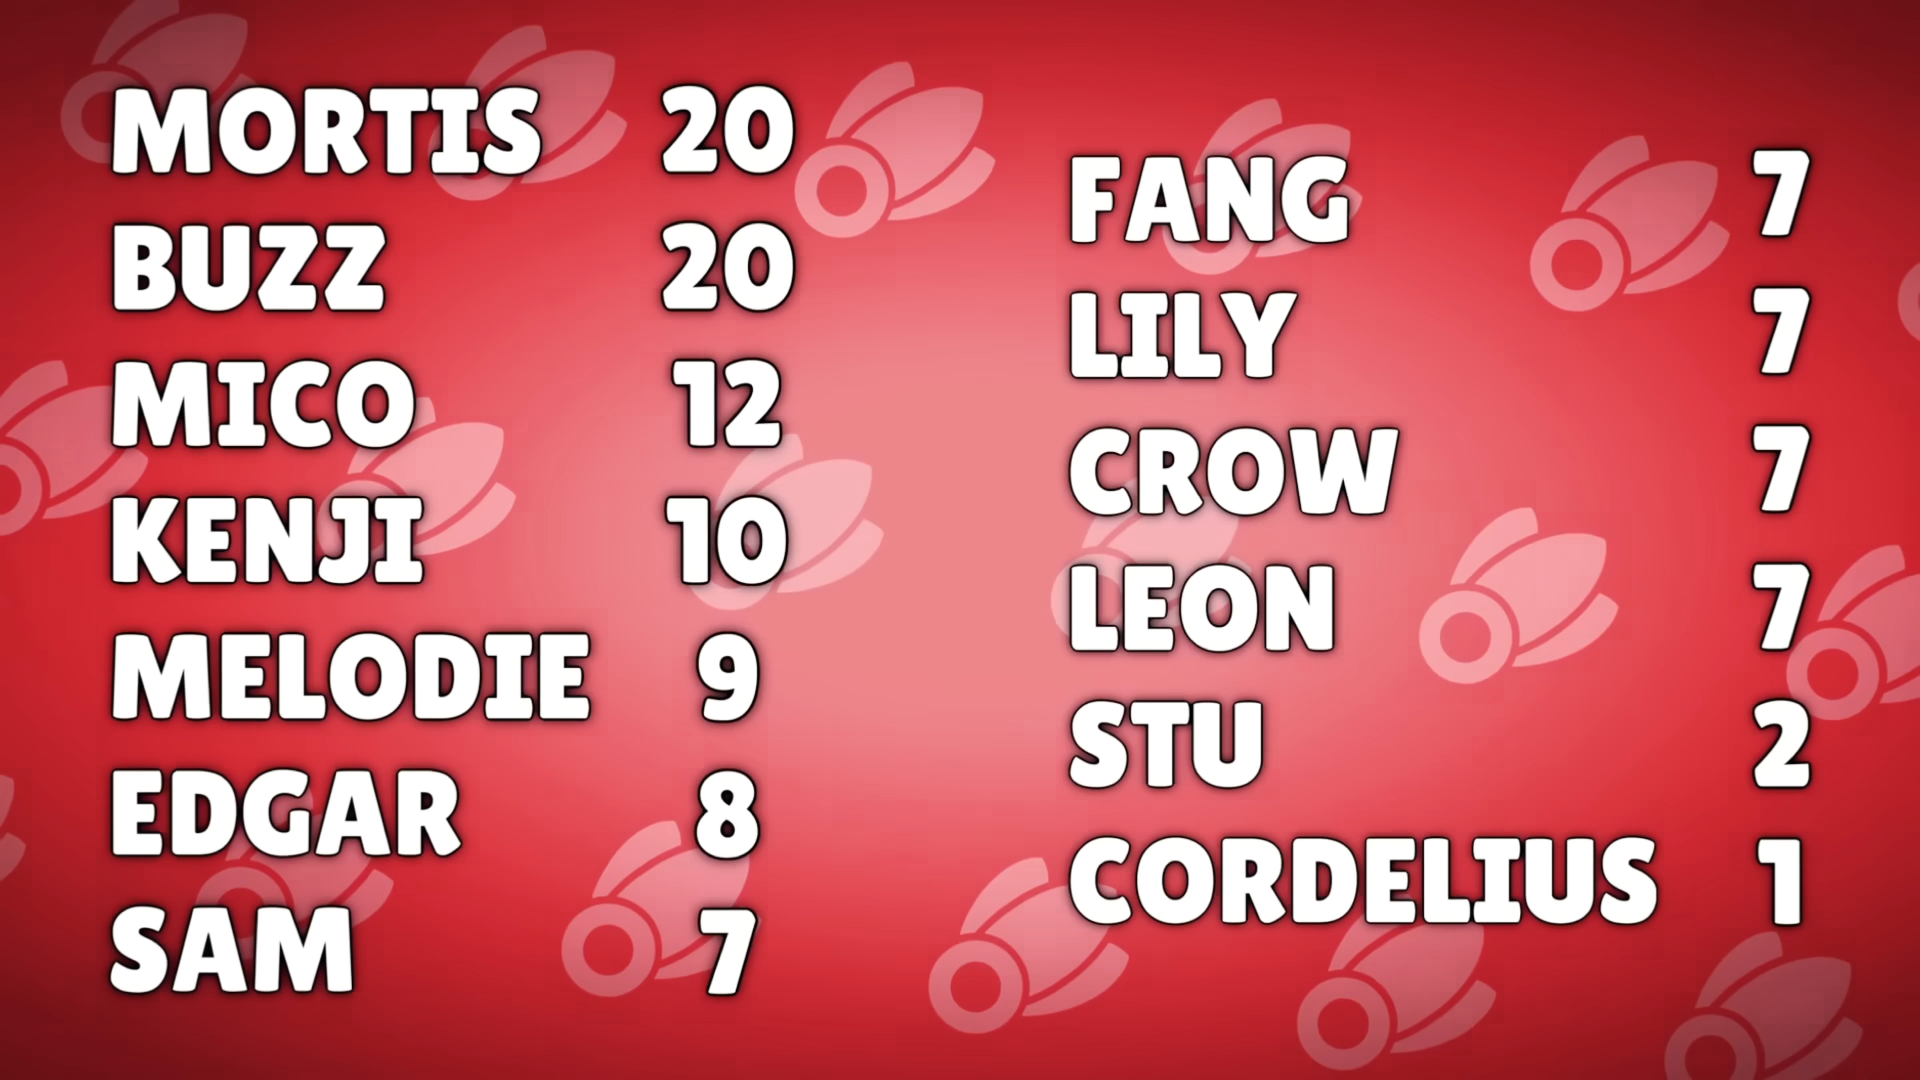 MORTIS 20
BUZZ 20
MICO 12
KENJI 10
MELODIE 9
EDGAR 8
SAM 7
FANG 7
LILY 7
CROW 7
LEON 7
STU 2
CORDELIUS 1